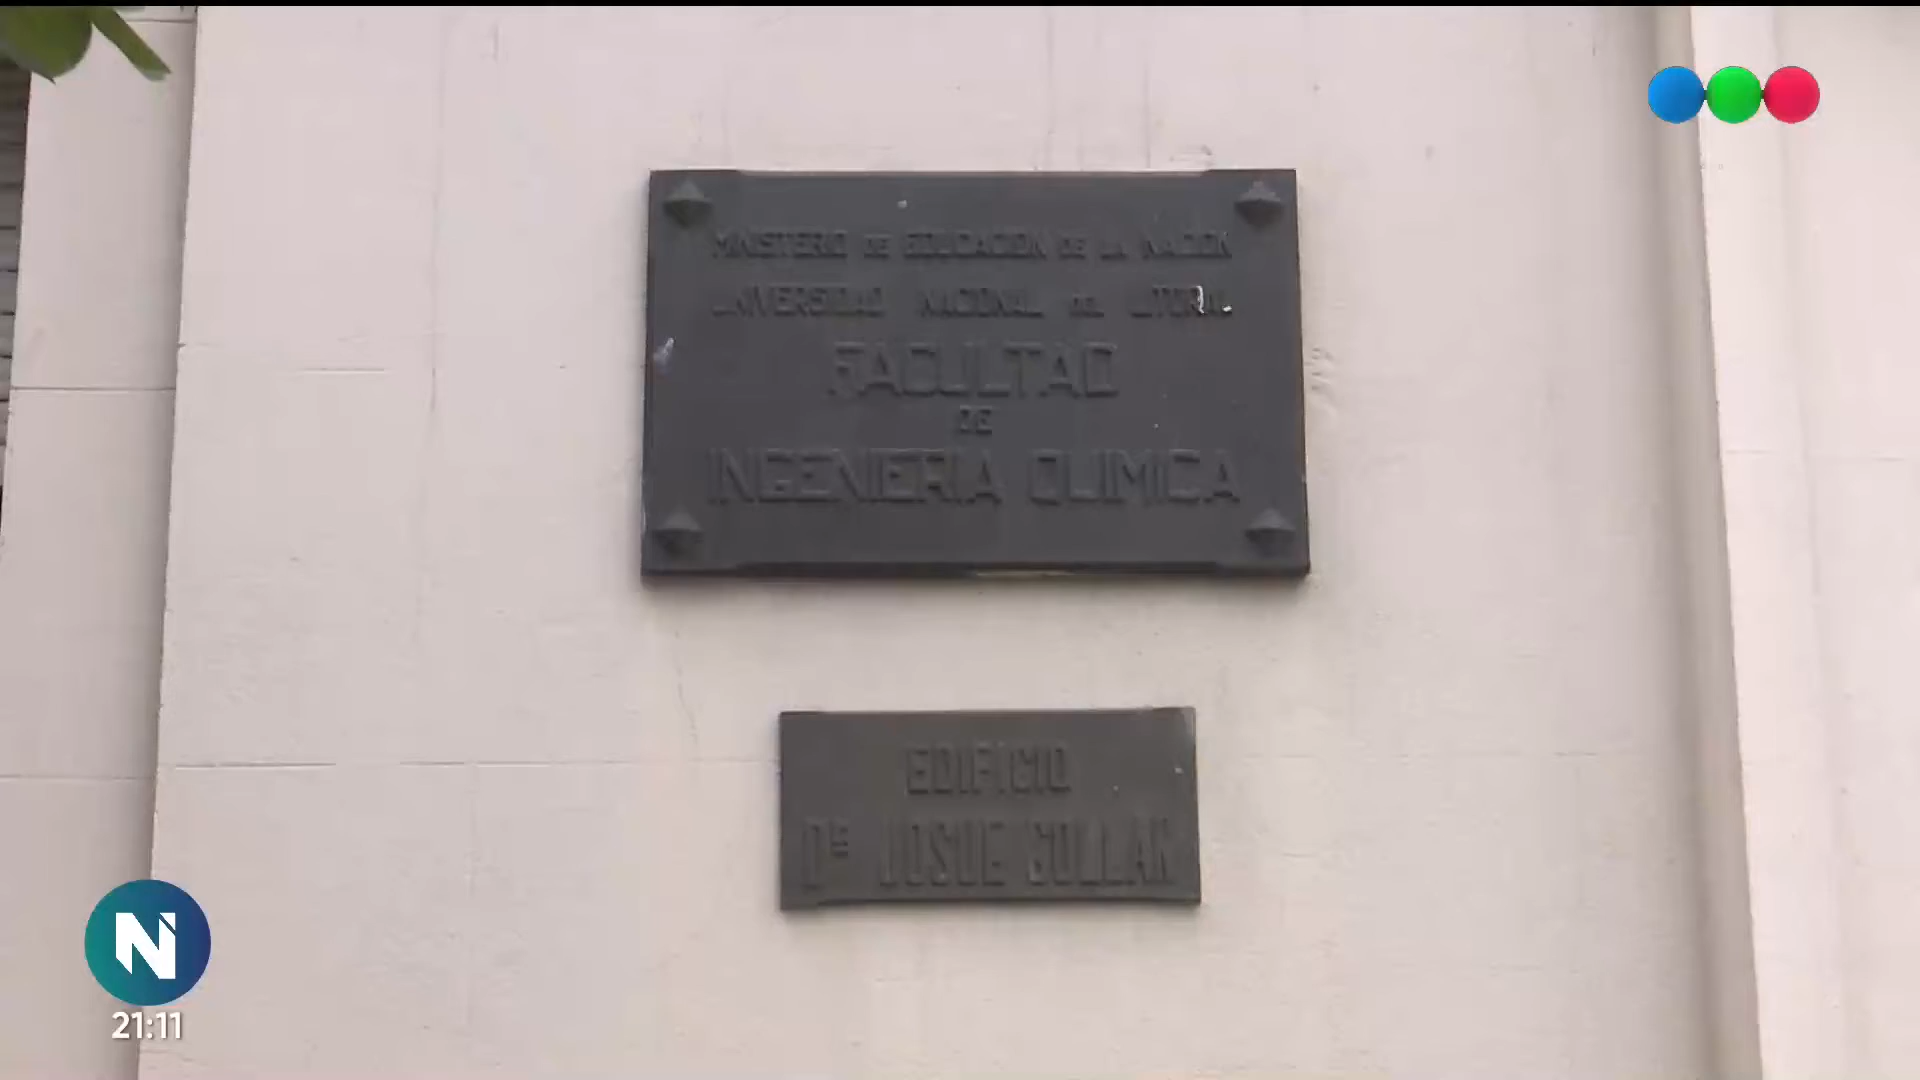 MINISTERIO DE EDUCACION DE LA NACION
UNIVERSIDAD NACIONAL DEL LITORAL
FACULTAD
DE
INGENIERIA QUIMICA
EDIFICIO
DR JOSUE GOLLAN
N
21:11